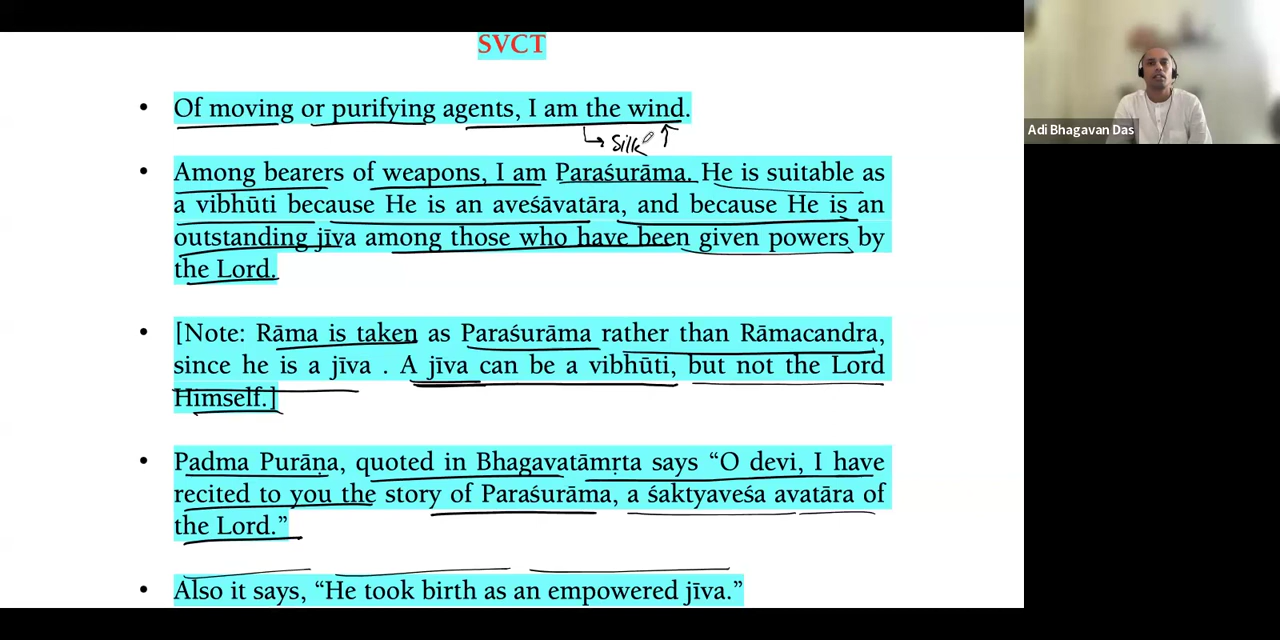 SVCT
• Of moving or purifying agents, I am the wind.
Silk
• Among bearers of weapons, I am Paraśurāma. He is suitable as
a vibhūti because He is an aveśāvatāra, and because He is an
outstanding jīva among those who have been given powers by
the Lord.
• [Note: Rāma is taken as Paraśurāma rather than Rāmacandra,
since he is a jīva . A jīva can be a vibhūti, but not the Lord
Himself.]
• Padma Purāṇa, quoted in Bhagavatāmṛta says “O devi, I have
recited to you the story of Paraśurāma, a śaktyaveśa avatāra of
the Lord.”
• Also it says, “He took birth as an empowered jīva.”
Adi Bhagavan Das